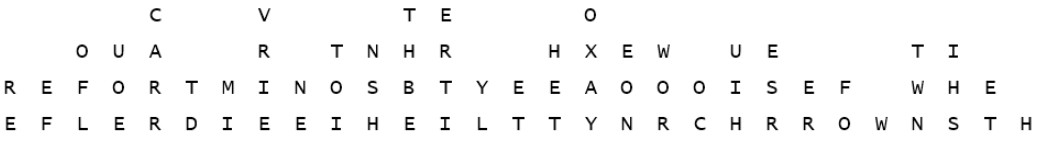 C V T E O
O U A R T N H R H X E W U E T I
R E F O R T M I N O S B T Y E E A O O O I S E F W H E
E F L E R D I E E I H E I L T T Y N R C H R R O W N S T H